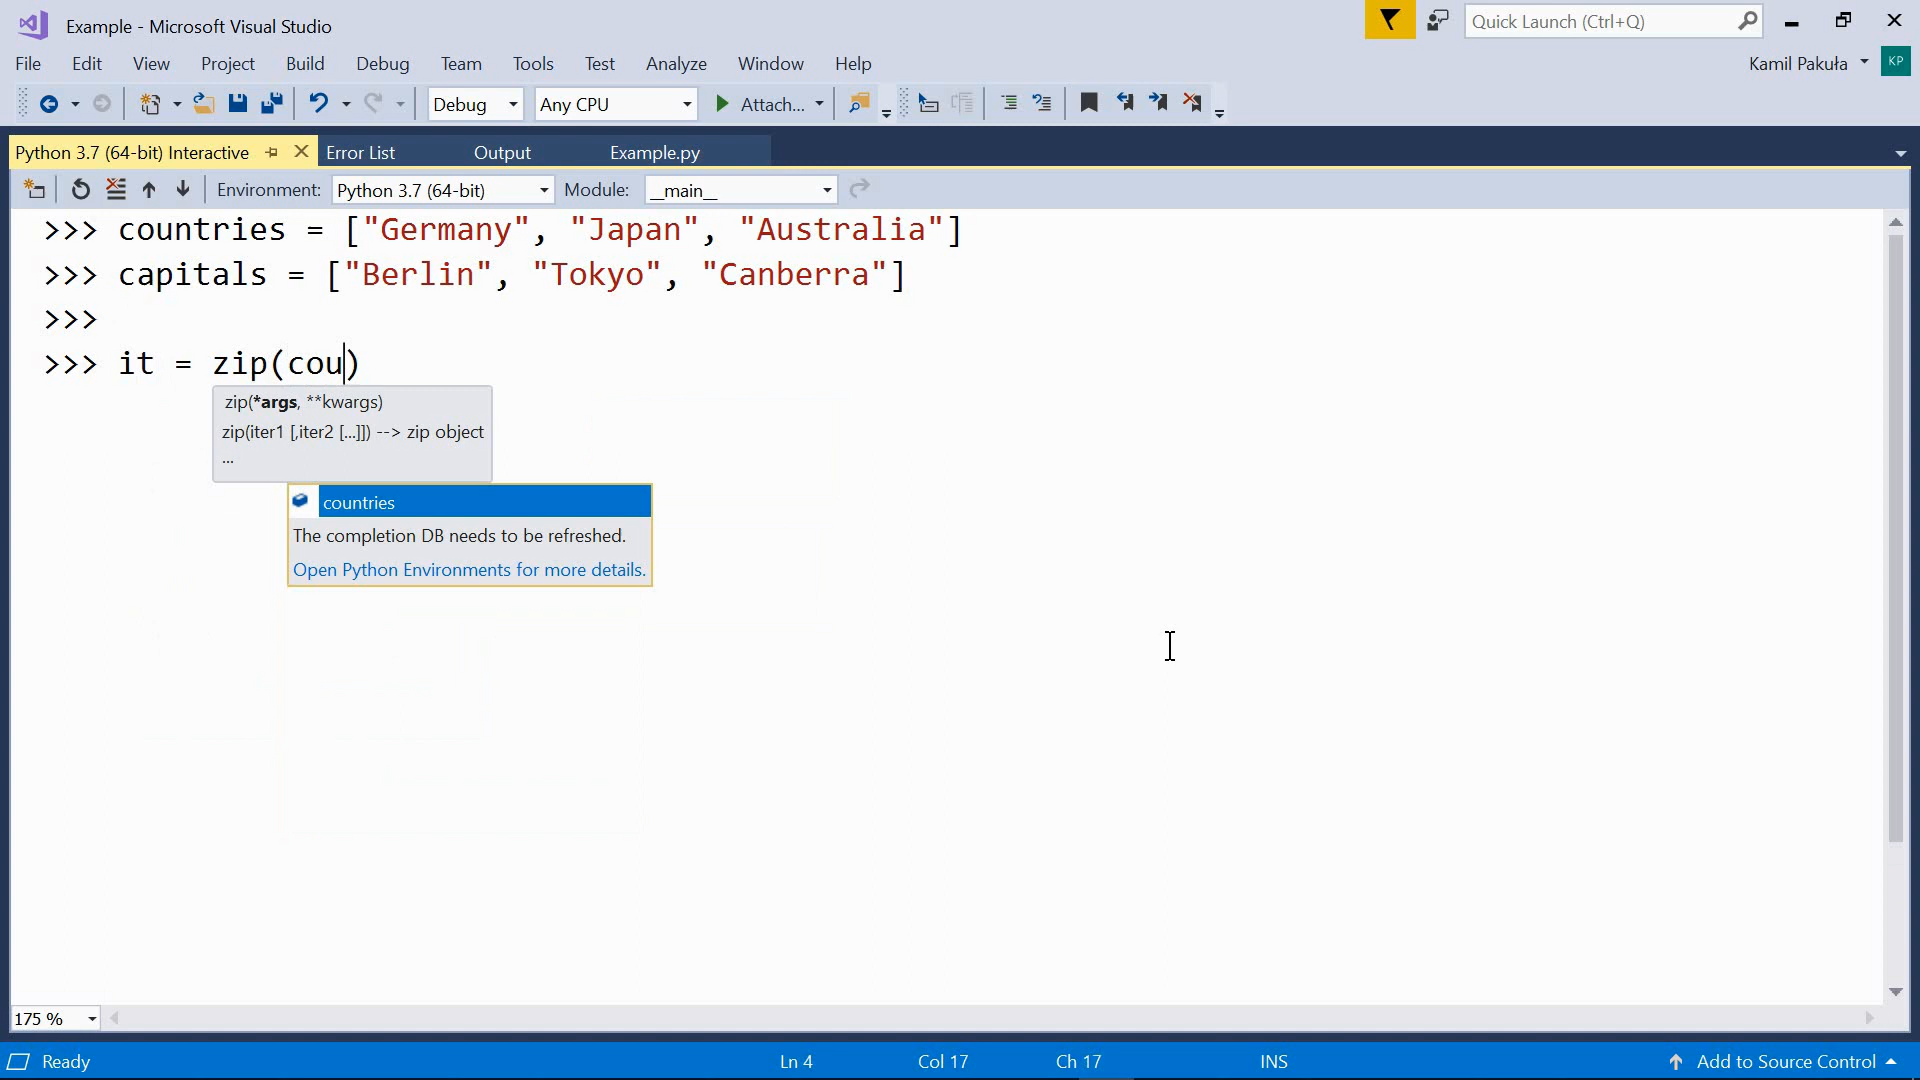 Example - Microsoft Visual Studio
Quick Launch (Ctrl+Q)
File Edit View Project Build Debug Team Tools Test Analyze Window Help
Kamil Pakuła KP
Debug Any CPU Attach...
Python 3.7 (64-bit) Interactive Error List Output Example.py
Environment: Python 3.7 (64-bit) Module: __main__
>>> countries = ["Germany", "Japan", "Australia"]
>>> capitals = ["Berlin", "Tokyo", "Canberra"]
>>>
>>> it = zip(cou)
zip(*args, **kwargs)
zip(iter1 [,iter2 [...]]) --> zip object
...
countries
The completion DB needs to be refreshed.
Open Python Environments for more details.
175 %
Ready Ln 4 Col 17 Ch 17 INS Add to Source Control